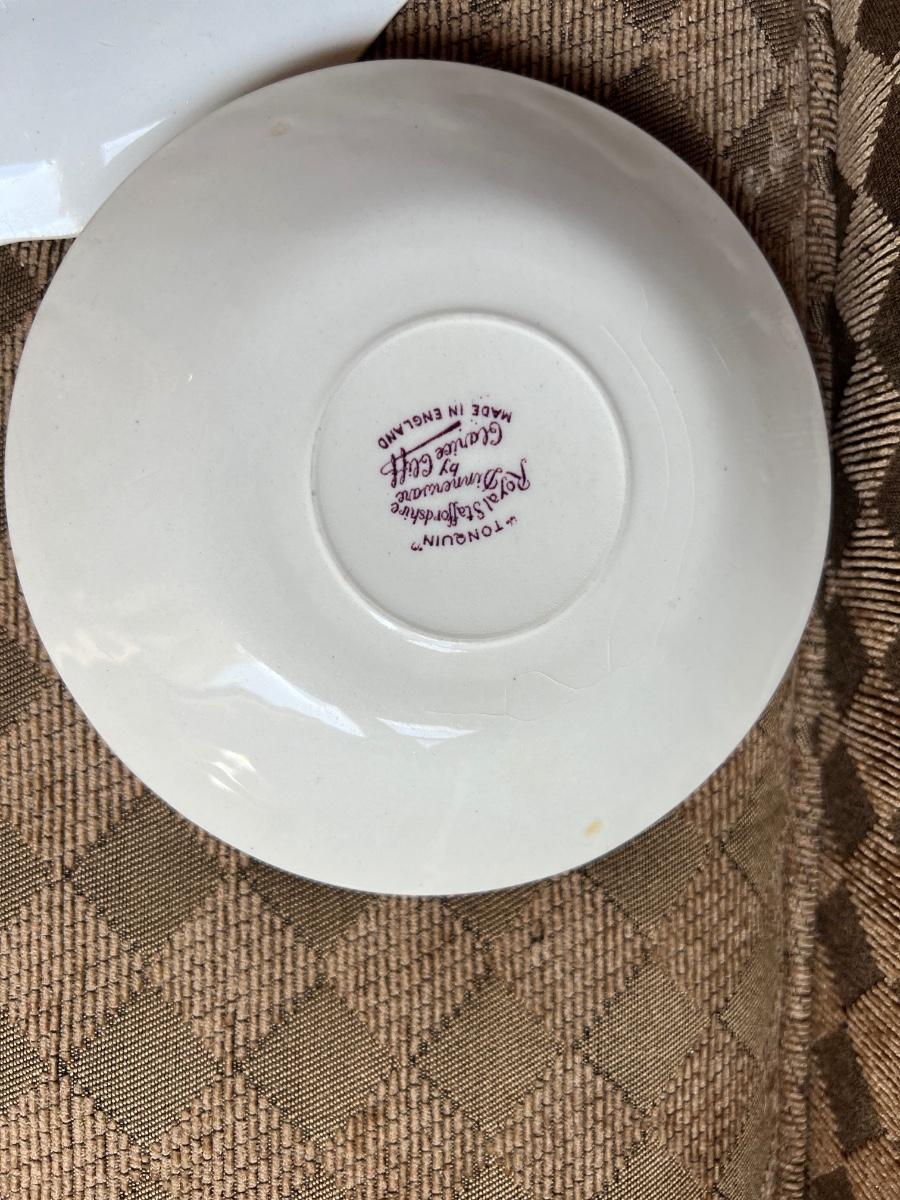 "TONQUIN"
Royal Staffordshire
Dinnerware
by
Clarice Cliff
MADE IN ENGLAND